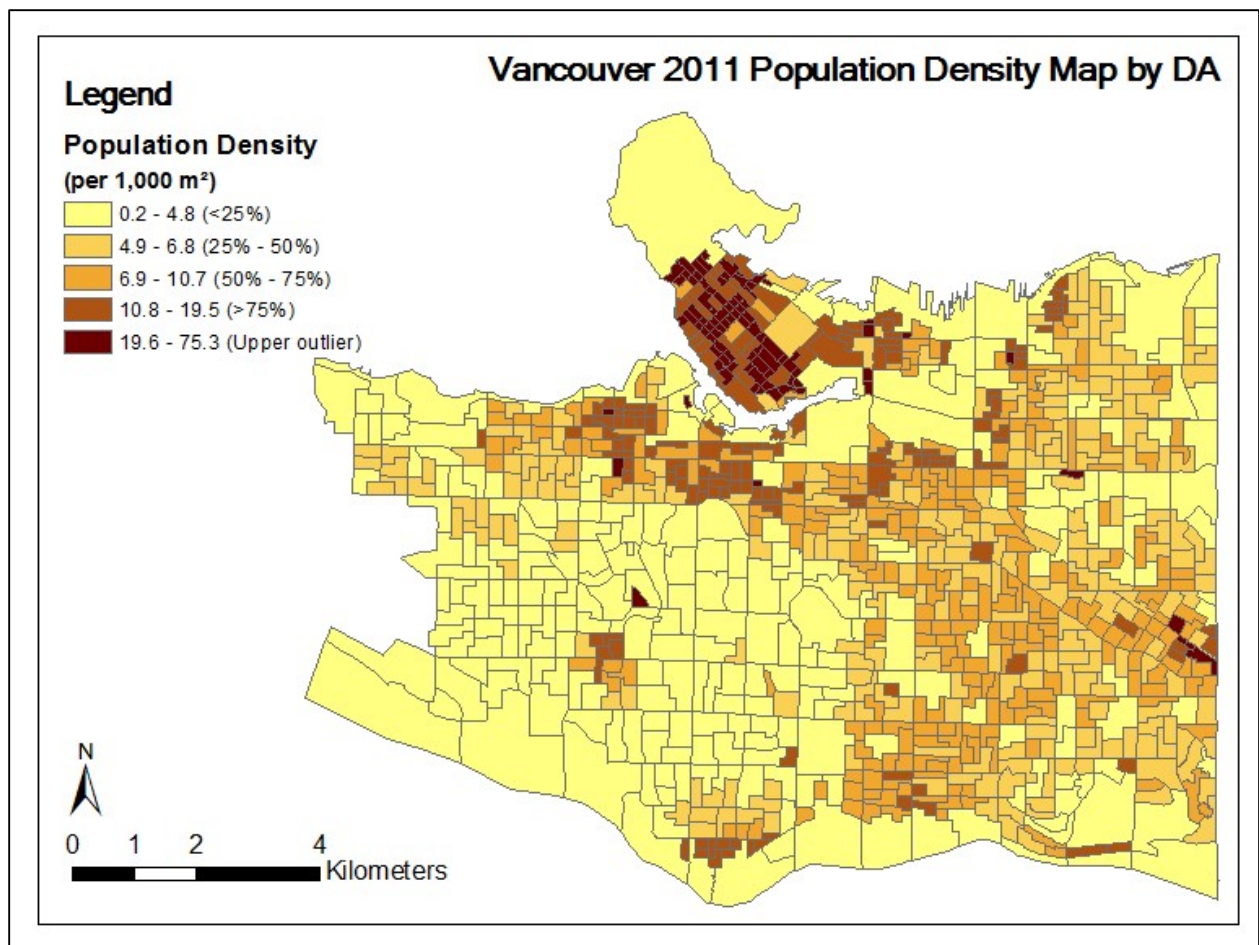 Vancouver 2011 Population Density Map by DA
Legend
Population Density
(per 1,000 m²)
0.2 - 4.8 (<25%)
4.9 - 6.8 (25% - 50%)
6.9 - 10.7 (50% - 75%)
10.8 - 19.5 (>75%)
19.6 - 75.3 (Upper outlier)
N
0 1 2 4
Kilometers